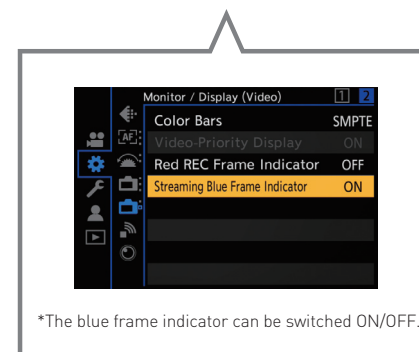 Monitor / Display (Video) 1 2
Color Bars SMPTE
AF
Video-Priority Display ON
Red REC Frame Indicator OFF
Streaming Blue Frame Indicator ON
*The blue frame indicator can be switched ON/OFF.